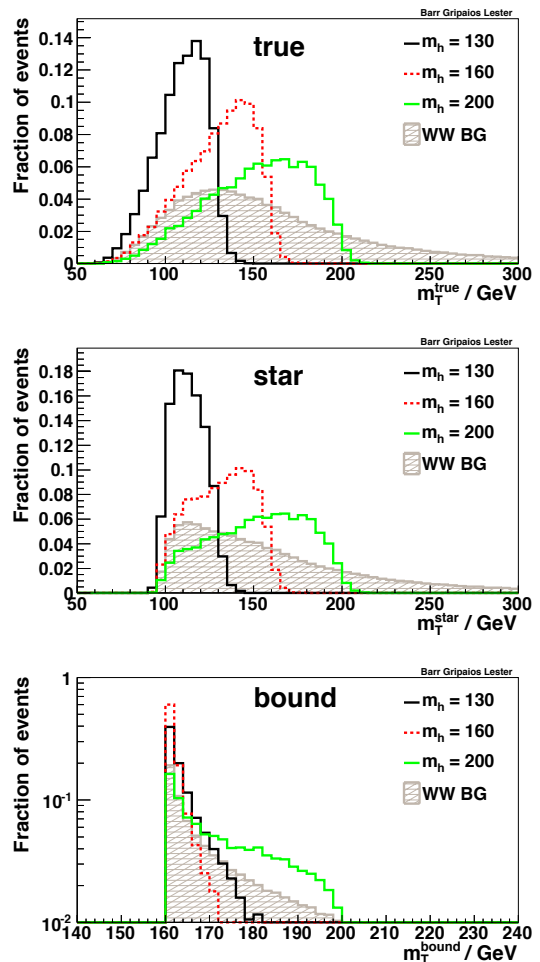 Barr Gripaios Lester
true
m_h = 130
m_h = 160
m_h = 200
WW BG
Fraction of events
0.14
0.12
0.1
0.08
0.06
0.04
0.02
0
50 100 150 200 250 300
m_T^true / GeV
Barr Gripaios Lester
star
m_h = 130
m_h = 160
m_h = 200
WW BG
Fraction of events
0.18
0.16
0.14
0.12
0.1
0.08
0.06
0.04
0.02
0
50 100 150 200 250 300
m_T^star / GeV
Barr Gripaios Lester
bound
m_h = 130
m_h = 160
m_h = 200
WW BG
Fraction of events
1
10^-1
10^-2
140 150 160 170 180 190 200 210 220 230 240
m_T^bound / GeV